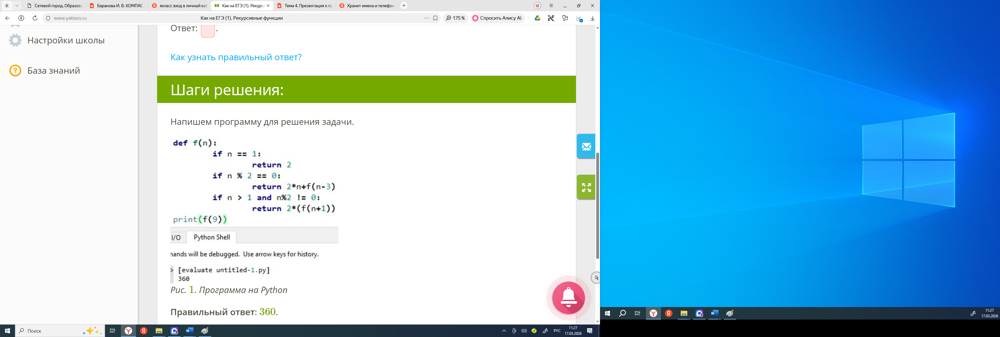 6
Сетевой город. Образова
Баранова И. В. КОМПАС -
якласс вход в личный каб
Как на ЕГЭ (1). Рекурси
Тема 4. Презентация к пр
Хранит имена и телефон
www.yaklass.ru
Как на ЕГЭ (1). Рекурсивные функции
175 %
Спросить Алису AI
Настройки школы
База знаний
Ответ: .
Как узнать правильный ответ?
Шаги решения:
Напишем программу для решения задачи.
def f(n):
if n == 1:
return 2
if n % 2 == 0:
return 2*n+f(n-3)
if n > 1 and n%2 != 0:
return 2*(f(n+1))
print(f(9))
I/O
Python Shell
nands will be debugged. Use arrow keys for history.
> [evaluate untitled-1.py]
360
Рис. 1. Программа на Python
Правильный ответ: 360.
Поиск
РУС
11:27
17.03.2026
11:27
17.03.2026